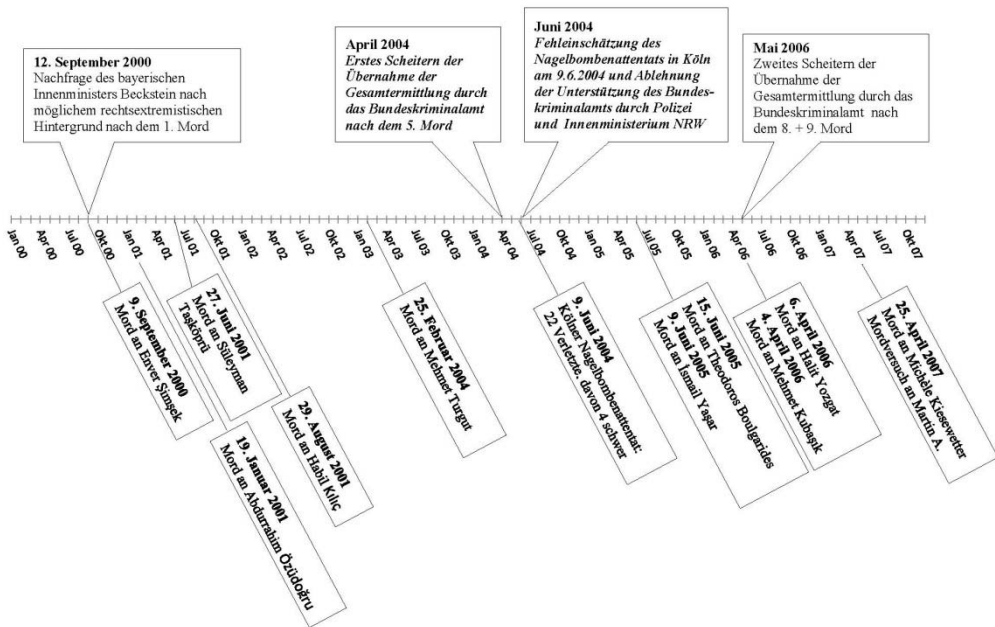 12. September 2000
Nachfrage des bayerischen
Innenministers Beckstein nach
möglichem rechtsextremistischen
Hintergrund nach dem 1. Mord
April 2004
Erstes Scheitern der
Übernahme der
Gesamtermittlung durch
das Bundeskriminalamt
nach dem 5. Mord
Juni 2004
Fehleinschätzung des
Nagelbombenattentats in Köln
am 9.6.2004 und Ablehnung
der Unterstützung des Bundes-
kriminalamts durch Polizei
und Innenministerium NRW
Mai 2006
Zweites Scheitern der
Übernahme der
Gesamtermittlung durch das
Bundeskriminalamt nach
dem 8. + 9. Mord
Jan 00
Apr 00
Jul 00
Okt 00
Jan 01
Apr 01
Jul 01
Okt 01
Jan 02
Apr 02
Jul 02
Okt 02
Jan 03
Apr 03
Jul 03
Okt 03
Jan 04
Apr 04
Jul 04
Okt 04
Jan 05
Apr 05
Jul 05
Okt 05
Jan 06
Apr 06
Jul 06
Okt 06
Jan 07
Apr 07
Jul 07
Okt 07
9. September 2000
Mord an Enver Şimşek
19. Januar 2001
Mord an Abdurrahim Özüdoğru
27. Juni 2001
Mord an Süleyman
Taşköprü
29. August 2001
Mord an Habil Kılıç
25. Februar 2004
Mord an Mehmet Turgut
9. Juni 2004
Kölner Nagelbombenattentat:
22 Verletzte, davon 4 schwer
15. Juni 2005
Mord an Theodoros Boulgarides
9. Juni 2005
Mord an Ismail Yaşar
6. April 2006
Mord an Halit Yozgat
4. April 2006
Mord an Mehmet Kubaşık
25. April 2007
Mord an Michèle Kiesewetter
Mordversuch an Martin A.